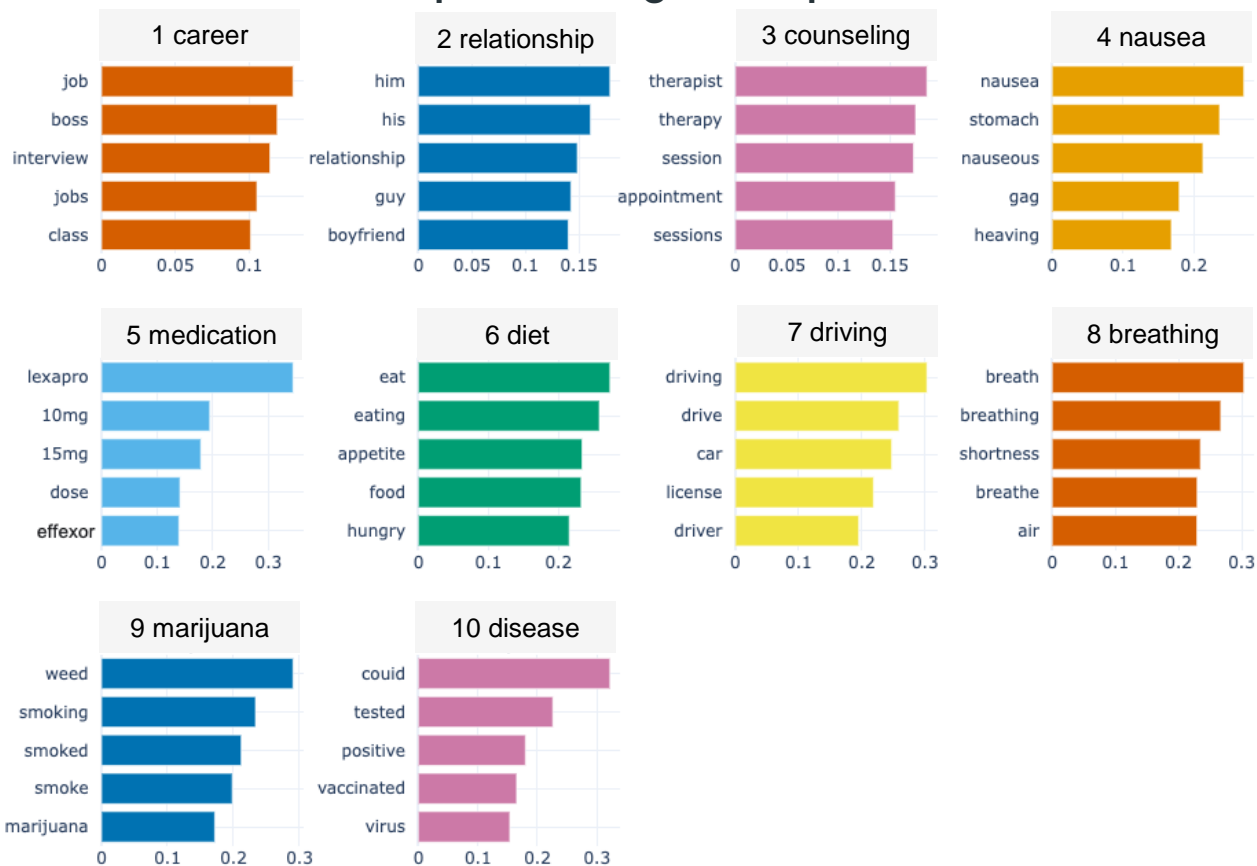 1 career
job
boss
interview
jobs
class
0 0.05 0.1
2 relationship
him
his
relationship
guy
boyfriend
0 0.05 0.1 0.15
3 counseling
therapist
therapy
session
appointment
sessions
0 0.05 0.1 0.15
4 nausea
nausea
stomach
nauseous
gag
heaving
0 0.1 0.2
5 medication
lexapro
10mg
15mg
dose
effexor
0 0.1 0.2 0.3
6 diet
eat
eating
appetite
food
hungry
0 0.1 0.2
7 driving
driving
drive
car
license
driver
0 0.1 0.2 0.3
8 breathing
breath
breathing
shortness
breathe
air
0 0.1 0.2 0.3
9 marijuana
weed
smoking
smoked
smoke
marijuana
0 0.1 0.2 0.3
10 disease
couid
tested
positive
vaccinated
virus
0 0.1 0.2 0.3